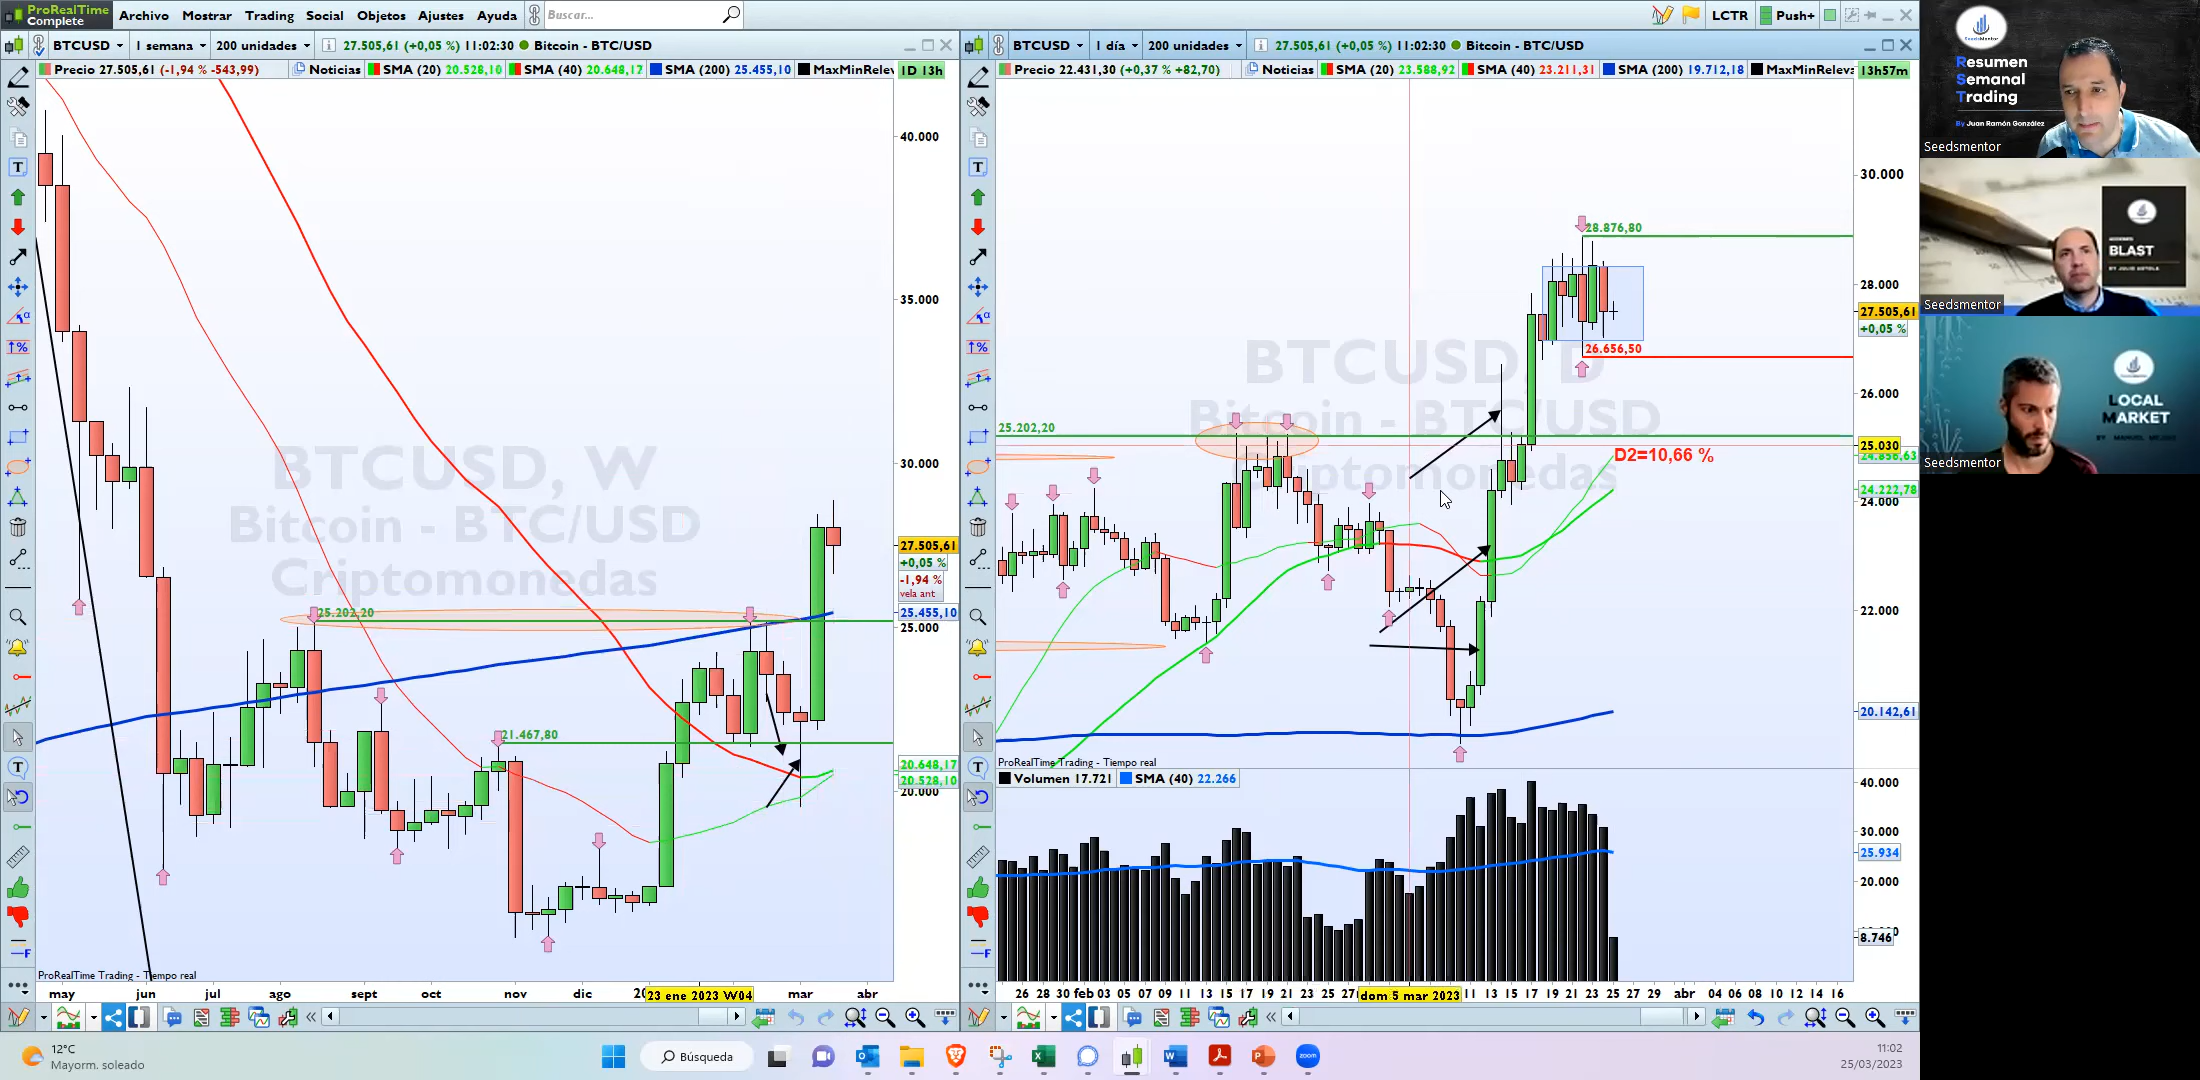 ProRealTime
Complete
Archivo Mostrar Trading Social Objetos Ajustes Ayuda Buscar... LCTR Push+
BTCUSD 1 semana 200 unidades 27.505,61 (+0,05 %) 11:02:30 Bitcoin - BTC/USD
Precio 27.505,61 (-1,94 % -543,99) Noticias SMA (20) 20.528,10 SMA (40) 20.648,17 SMA (200) 25.455,10 MaxMinRelev 1D 13h
40.000
35.000
30.000
27.505,61
+0,05 %
-1,94 %
vela ant
25.455,10
25.000
20.648,17
20.528,10
20.000
BTCUSD, W
Bitcoin - BTC/USD
Criptomonedas
25.202,20
21.467,80
ProRealTime Trading - Tiempo real
may jun jul ago sept oct nov dic 20 23 ene 2023 W04 mar abr
BTCUSD 1 día 200 unidades 27.505,61 (+0,05 %) 11:02:30 Bitcoin - BTC/USD
Precio 22.431,30 (+0,37 % +82,70) Noticias SMA (20) 23.588,92 SMA (40) 23.211,31 SMA (200) 19.712,18 MaxMinReleva 13h57m
30.000
28.876,80
28.000
27.505,61
+0,05 %
26.656,50
26.000
BTCUSD, D
Bitcoin - BTC/USD
Criptomonedas
25.202,20
25.030
24.856,63
D2=10,66 %
24.222,78
24.000
22.000
20.142,61
ProRealTime Trading - Tiempo real
Volumen 17.721 SMA (40) 22.266
40.000
30.000
25.934
20.000
8.746
ProRealTime Trading - Tiempo real
26 28 30 feb 03 05 07 09 11 13 15 17 19 21 23 25 27 dom 5 mar 2023 11 13 15 17 19 21 23 25 27 29 abr 04 06 08 10 12 14 16
Resumen
Semanal
Trading
By Juan Ramón González
Seedsmentor
BLAST
Seedsmentor
LOCAL
MARKET
Seedsmentor
12°C
Mayorm. soleado
Búsqueda
zoom
11:02
25/03/2023